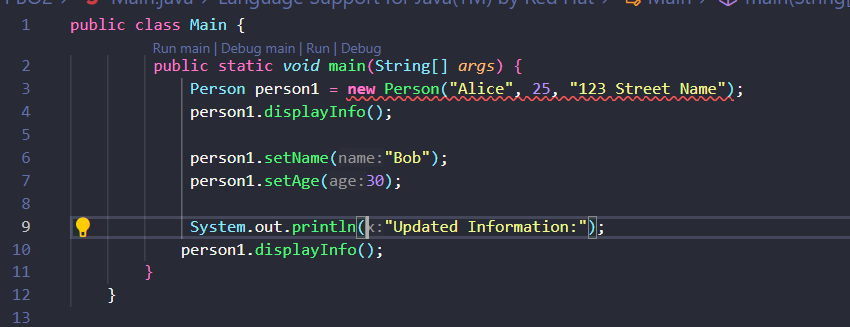 Main.java > Language Support for Java(TM) by Red Hat > Main > main(String[]
1 public class Main {
Run main | Debug main | Run | Debug
2 public static void main(String[] args) {
3 Person person1 = new Person("Alice", 25, "123 Street Name");
4 person1.displayInfo();
5
6 person1.setName(name:"Bob");
7 person1.setAge(age:30);
8
9 System.out.println(x:"Updated Information:");
10 person1.displayInfo();
11 }
12 }
13